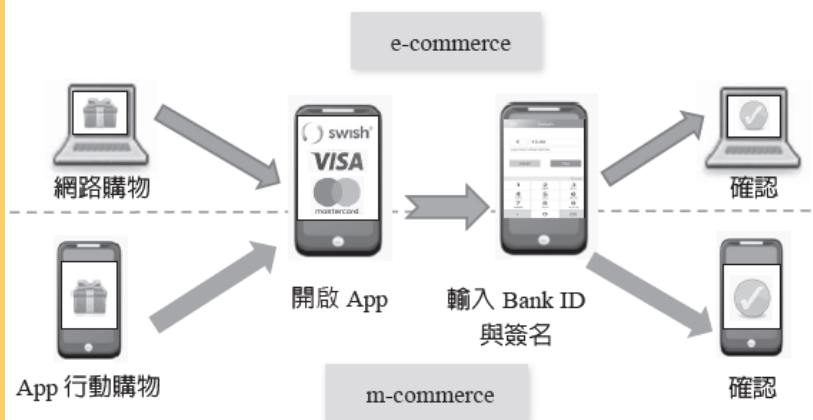 e-commerce
網路購物
swish
VISA
mastercard
確認
開啟 App
輸入 Bank ID
與簽名
App 行動購物
m-commerce
確認